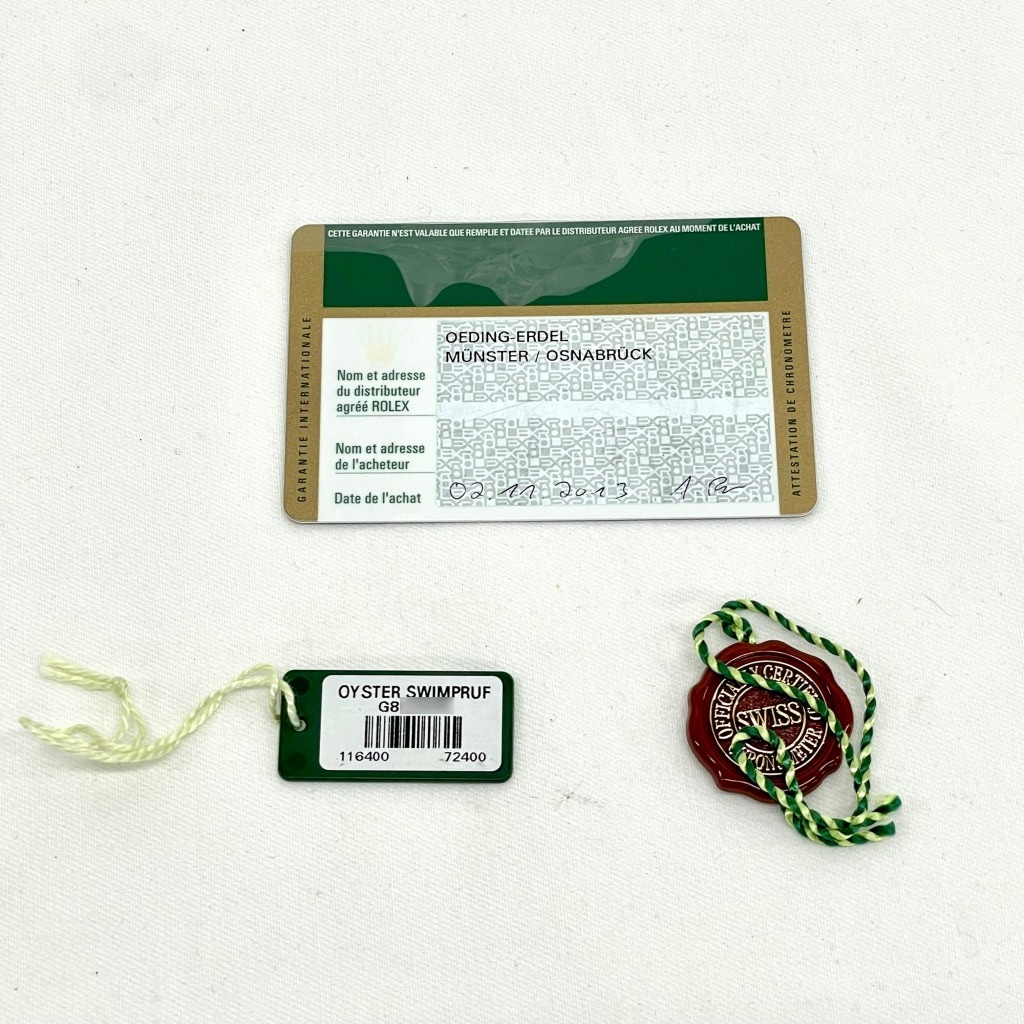 CETTE GARANTIE N'EST VALABLE QUE REMPLIE ET DATEE PAR LE DISTRIBUTEUR AGREE ROLEX AU MOMENT DE L'ACHAT
GARANTIE INTERNATIONALE
OEDING-ERDEL
MÜNSTER / OSNABRÜCK
Nom et adresse
du distributeur
agréé ROLEX
Nom et adresse
de l'acheteur
Date de l'achat 02.11 2013
ATTESTATION DE CHRONOMETRE
OYSTER SWIMPRUF
G8
116400 72400
OFFICIALLY CERTIFIED
SWISS